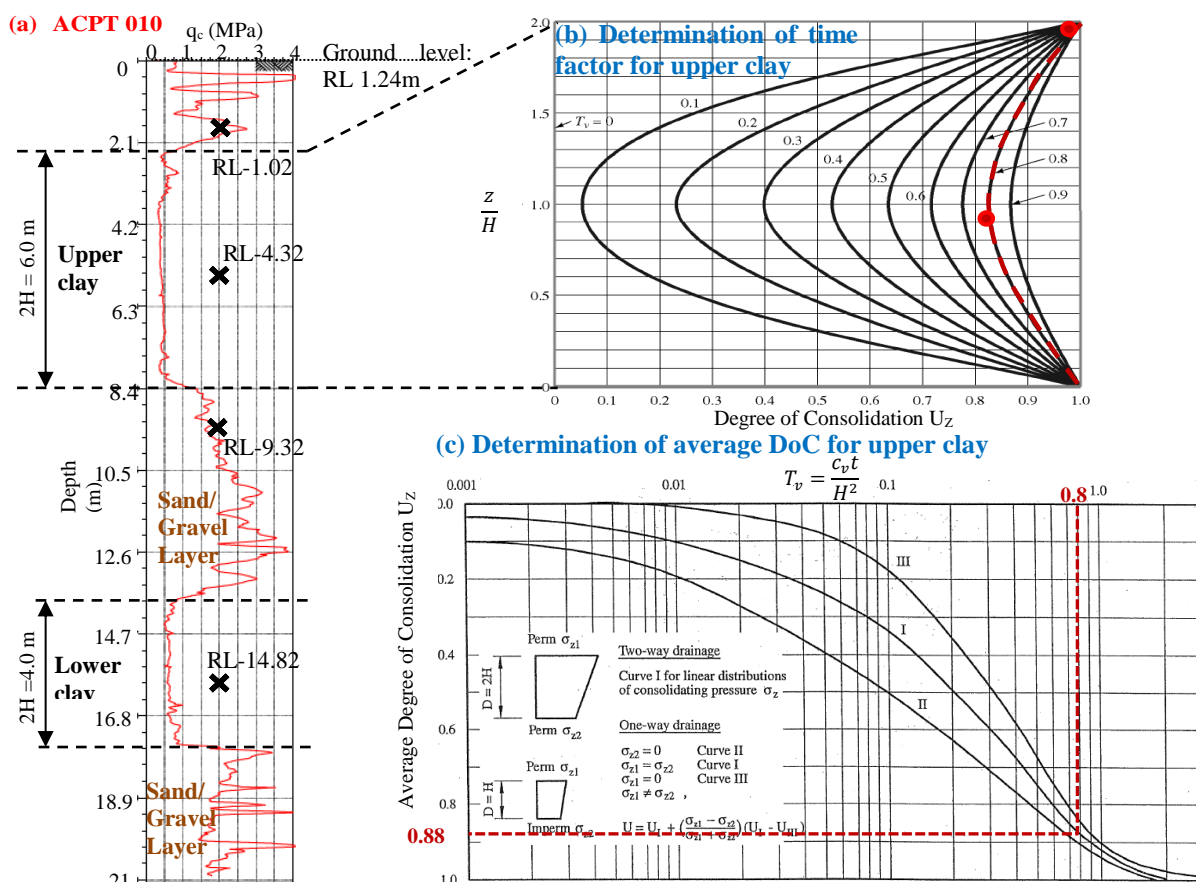 (a) ACPT 010
qc (MPa)
0 1 2 3 4
Ground level:
RL 1.24m
0
2.1
4.2
6.3
8.4
10.5
12.6
14.7
16.8
18.9
21
Depth
(m)
RL-1.02
2H = 6.0 m
Upper
clay
RL-4.32
RL-9.32
Sand/
Gravel
Layer
2H =4.0 m
Lower
clay
RL-14.82
Sand/
Gravel
Layer
(b) Determination of time
factor for upper clay
2.0
1.5
1.0
0.5
0
z/H
Tv = 0
0.1
0.2
0.3
0.4
0.5
0.6
0.7
0.8
0.9
0 0.1 0.2 0.3 0.4 0.5 0.6 0.7 0.8 0.9 1.0
Degree of Consolidation UZ
(c) Determination of average DoC for upper clay
Tv = cvt/H²
0.001 0.01 0.1 0.8 1.0
0.0
0.2
0.4
0.6
0.8
0.88
1.0
Average Degree of Consolidation UZ
III
I
II
Perm σz1
D = 2H
Perm σz2
Two-way drainage
Curve I for linear distributions
of consolidating pressure σz
One-way drainage
σz2 = 0 Curve II
σz1 = σz2 Curve I
σz1 = 0 Curve III
σz1 ≠ σz2 ,
Perm σz1
D = H
Imperm σz2